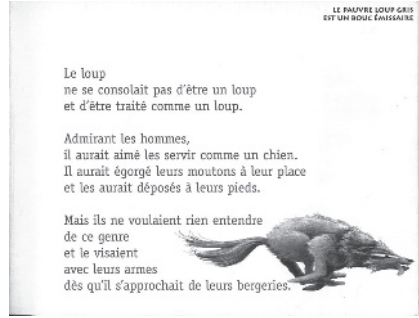 LE PAUVRE LOUP GRIS
EST UN BOUC ÉMISSAIRE
Le loup
ne se consolait pas d'être un loup
et d'être traité comme un loup.
Admirant les hommes,
il aurait aimé les servir comme un chien.
Il aurait égorgé leurs moutons à leur place
et les aurait déposés à leurs pieds.
Mais ils ne voulaient rien entendre
de ce genre
et le visaient
avec leurs armes
dès qu'il s'approchait de leurs bergeries.